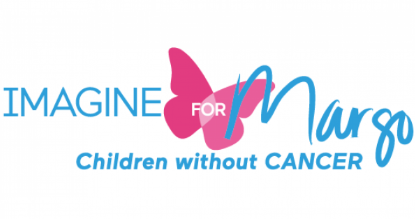 IMAGINE FOR Margo
Children without CANCER